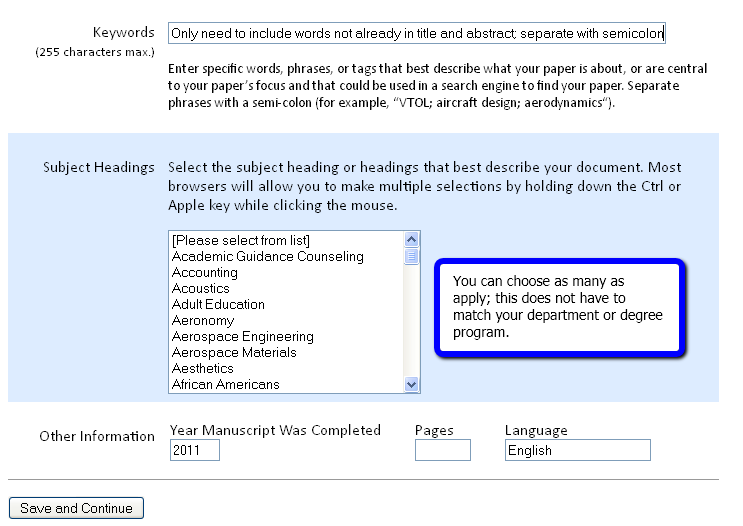 Keywords
(255 characters max.)
Only need to include words not already in title and abstract; separate with semicolon
Enter specific words, phrases, or tags that best describe what your paper is about, or are central
to your paper's focus and that could be used in a search engine to find your paper. Separate
phrases with a semi-colon (for example, "VTOL; aircraft design; aerodynamics").
Subject Headings
Select the subject heading or headings that best describe your document. Most
browsers will allow you to make multiple selections by holding down the Ctrl or
Apple key while clicking the mouse.
[Please select from list]
Academic Guidance Counseling
Accounting
Acoustics
Adult Education
Aeronomy
Aerospace Engineering
Aerospace Materials
Aesthetics
African Americans
You can choose as many as
apply; this does not have to
match your department or degree
program.
Other Information
Year Manuscript Was Completed
2011
Pages
Language
English
Save and Continue